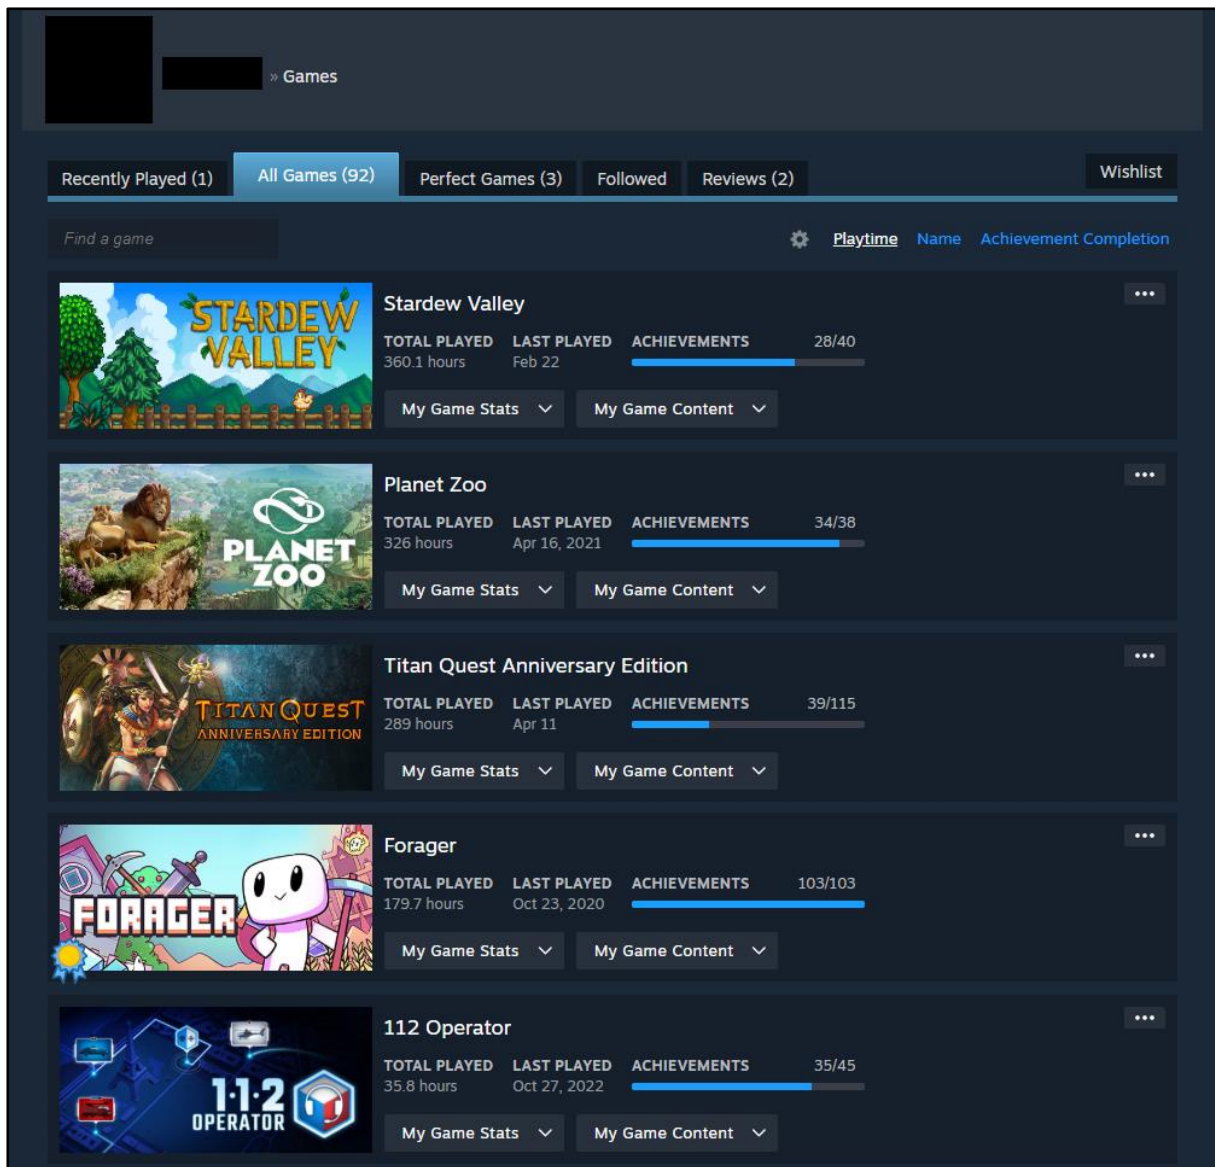 » Games
Recently Played (1) All Games (92) Perfect Games (3) Followed Reviews (2) Wishlist
Find a game Playtime Name Achievement Completion
STARDEW
VALLEY
Stardew Valley
TOTAL PLAYED LAST PLAYED ACHIEVEMENTS 28/40
360.1 hours Feb 22
My Game Stats My Game Content
PLANET
ZOO
Planet Zoo
TOTAL PLAYED LAST PLAYED ACHIEVEMENTS 34/38
326 hours Apr 16, 2021
My Game Stats My Game Content
TITAN QUEST
ANNIVERSARY EDITION
Titan Quest Anniversary Edition
TOTAL PLAYED LAST PLAYED ACHIEVEMENTS 39/115
289 hours Apr 11
My Game Stats My Game Content
FORAGER
Forager
TOTAL PLAYED LAST PLAYED ACHIEVEMENTS 103/103
179.7 hours Oct 23, 2020
My Game Stats My Game Content
1·1·2
OPERATOR
112 Operator
TOTAL PLAYED LAST PLAYED ACHIEVEMENTS 35/45
35.8 hours Oct 27, 2022
My Game Stats My Game Content